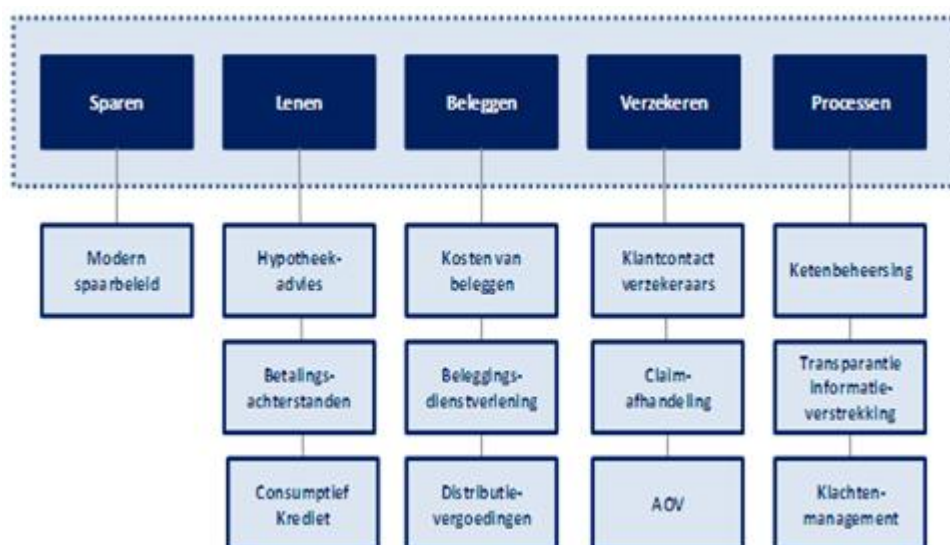 Sparen
Lenen
Beleggen
Verzekeren
Processen
Modern
spaarbeleid
Hypotheek-
advies
Kosten van
beleggen
Klantcontact
verzekeraars
Ketenbeheersing
Betalings-
achterstanden
Beleggings-
dienstverlening
Claim-
afhandeling
Transparantie
informatie-
verstrekking
Consumptief
Krediet
Distributie-
vergoedingen
AOV
Klachten-
management